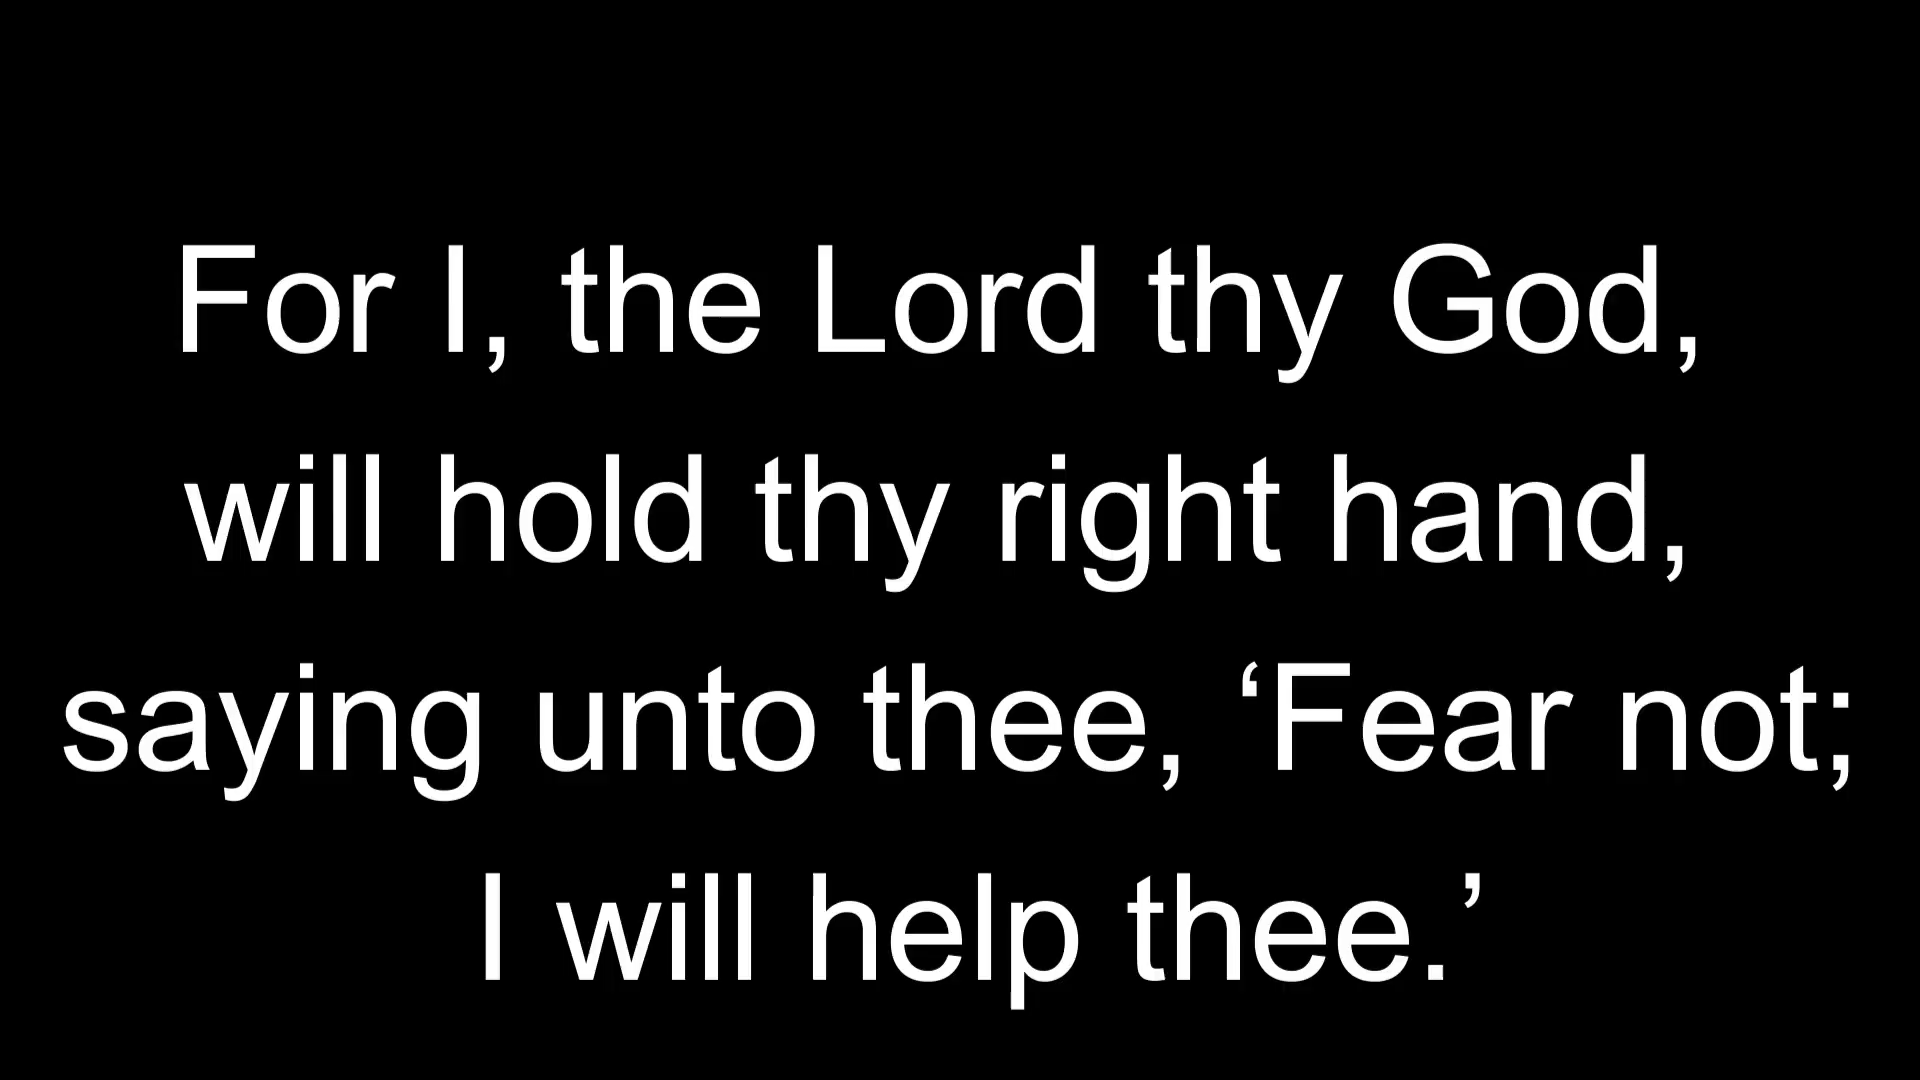 For I, the Lord thy God,
will hold thy right hand,
saying unto thee, ‘Fear not;
I will help thee.’